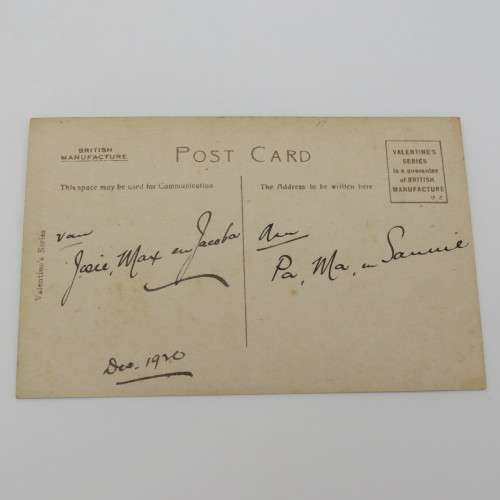 BRITISH
MANUFACTURE
POST CARD
VALENTINE'S
SERIES
is a guarantee
of BRITISH
MANUFACTURE
This space may be used for Communication
The Address to be written here
Valentine's Series
van
Josie, Max en Jacoba
Aan
Pa, Ma, en Sannie
Dec. 1920